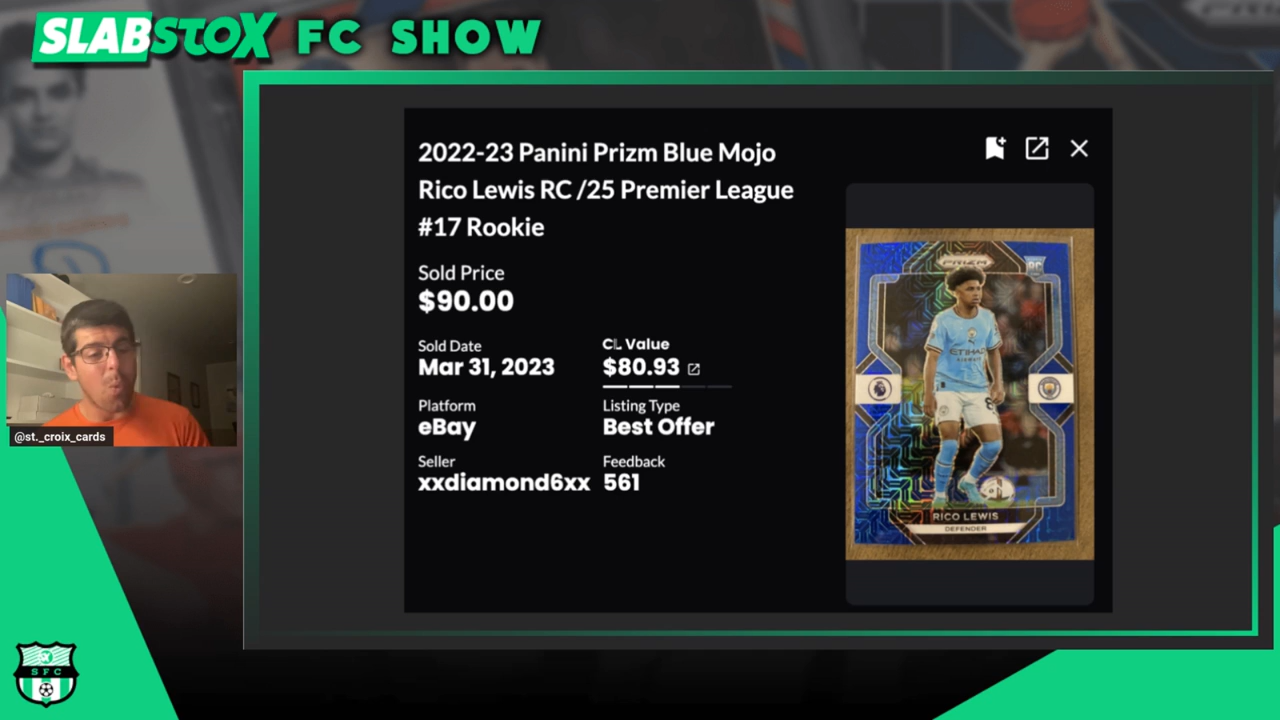 SLABSTOX FC SHOW
2022-23 Panini Prizm Blue Mojo
Rico Lewis RC /25 Premier League
#17 Rookie
Sold Price
$90.00
Sold Date
Mar 31, 2023
CL Value
$80.93
Platform
eBay
Listing Type
Best Offer
Seller
xxdiamond6xx
Feedback
561
PRIZM
RC
ETIHAD
AIRWAYS
8
RICO LEWIS
DEFENDER
@st._croix_cards
SFC